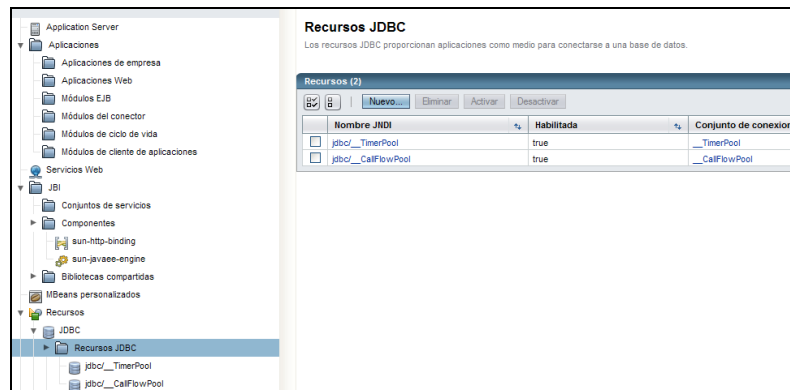 Application Server
Aplicaciones
Aplicaciones de empresa
Aplicaciones Web
Módulos EJB
Módulos del conector
Módulos de ciclo de vida
Módulos de cliente de aplicaciones
Servicios Web
JBI
Conjuntos de servicios
Componentes
sun-http-binding
sun-javaee-engine
Bibliotecas compartidas
MBeans personalizados
Recursos
JDBC
Recursos JDBC
jdbc/__TimerPool
jdbc/__CallFlowPool
Recursos JDBC
Los recursos JDBC proporcionan aplicaciones como medio para conectarse a una base de datos.
Recursos (2)
Nuevo... Eliminar Activar Desactivar
Nombre JNDI Habilitada Conjunto de conexion
jdbc/__TimerPool true __TimerPool
jdbc/__CallFlowPool true __CallFlowPool